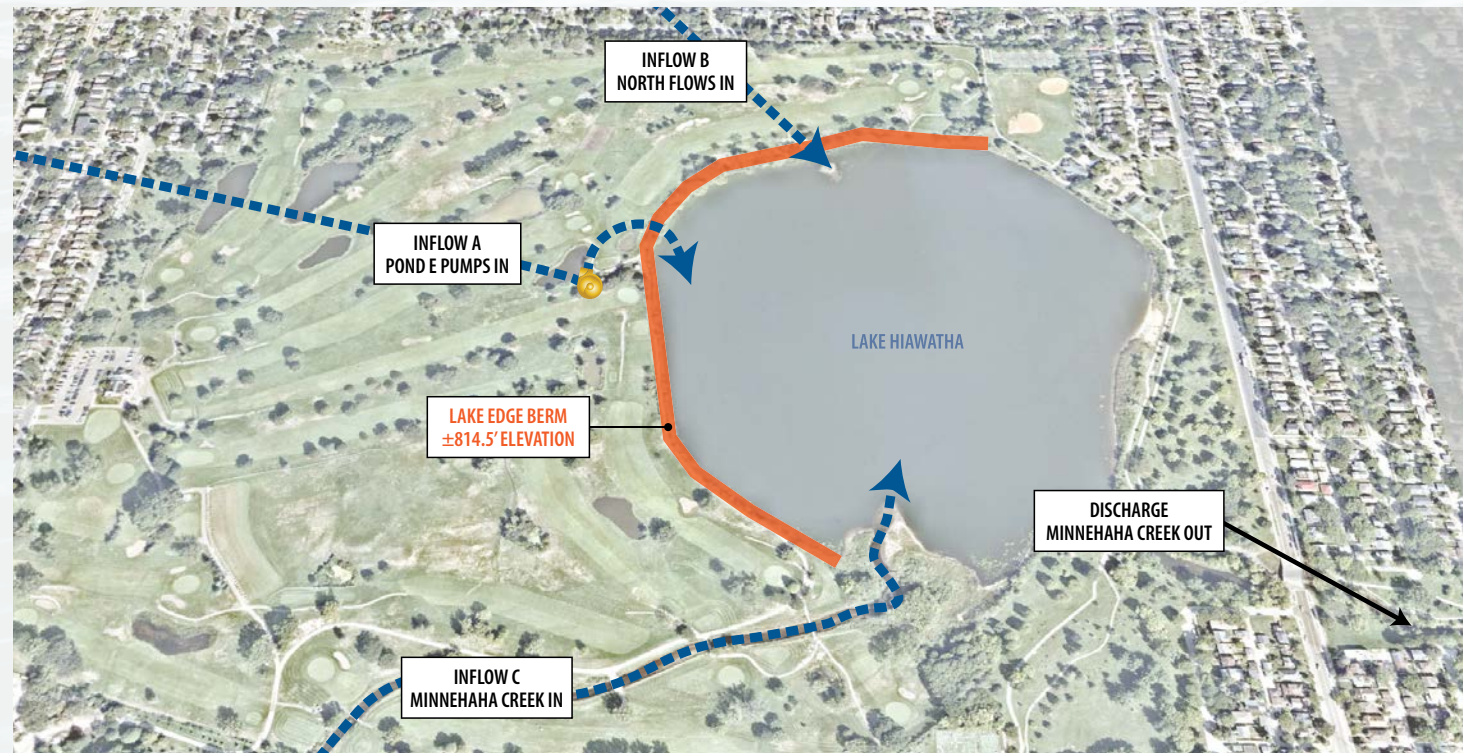 INFLOW B
NORTH FLOWS IN
INFLOW A
POND E PUMPS IN
LAKE HIAWATHA
LAKE EDGE BERM
±814.5' ELEVATION
DISCHARGE
MINNEHAHA CREEK OUT
INFLOW C
MINNEHAHA CREEK IN